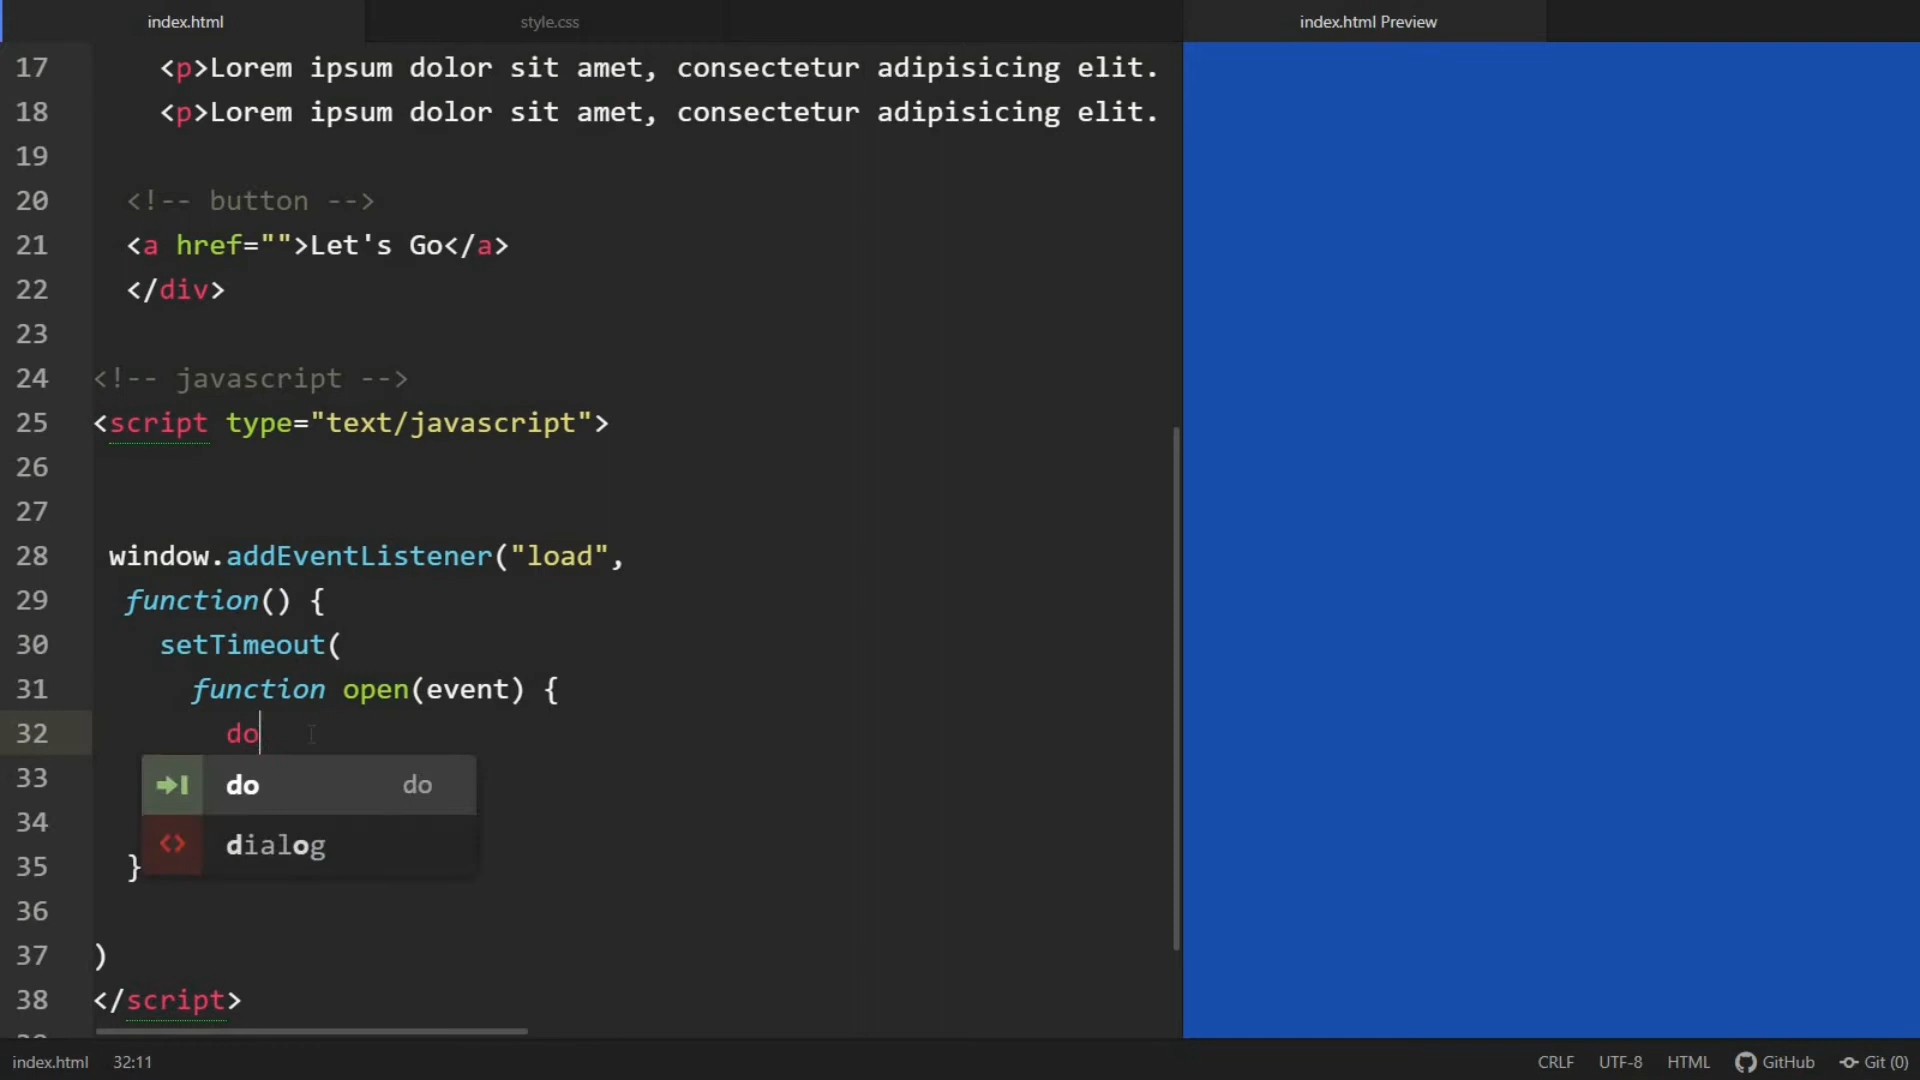 index.html style.css index.html Preview
17 <p>Lorem ipsum dolor sit amet, consectetur adipisicing elit.
18 <p>Lorem ipsum dolor sit amet, consectetur adipisicing elit.
19
20 <!-- button -->
21 <a href="">Let's Go</a>
22 </div>
23
24 <!-- javascript -->
25 <script type="text/javascript">
26
27
28 window.addEventListener("load",
29 function() {
30 setTimeout(
31 function open(event) {
32 do
33 do do
34 dialog
35 }
36
37 )
38 </script>
index.html 32:11 CRLF UTF-8 HTML GitHub Git (0)